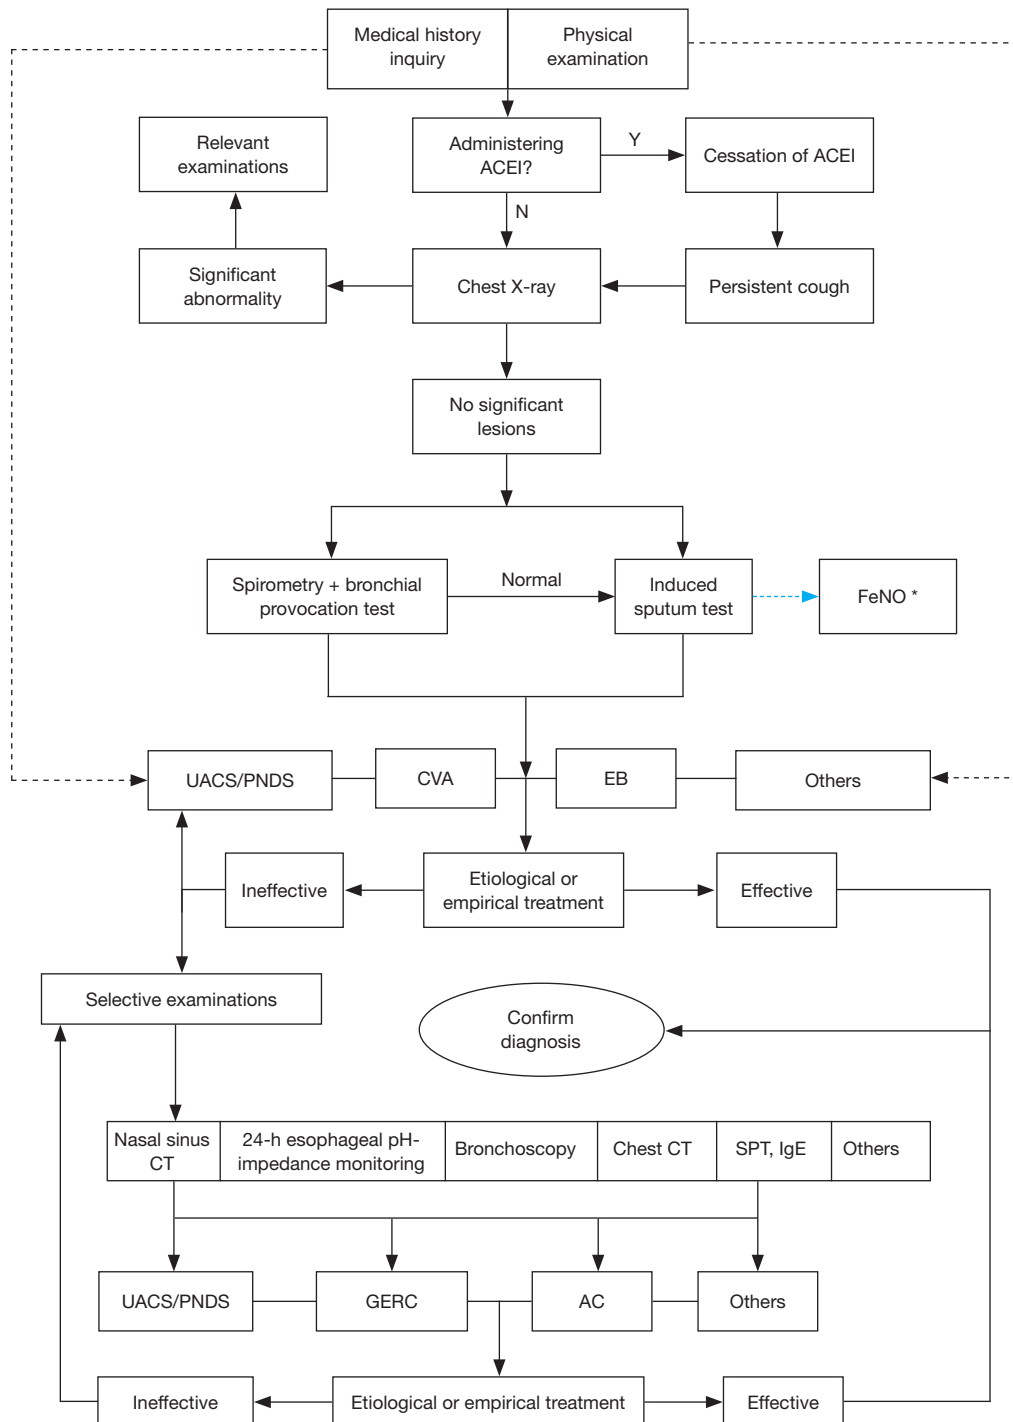 Medical history
inquiry
Physical
examination
Relevant
examinations
Administering
ACEI?
Y
Cessation of ACEI
N
Significant
abnormality
Chest X-ray
Persistent cough
No significant
lesions
Spirometry + bronchial
provocation test
Normal
Induced
sputum test
FeNO *
UACS/PNDS
CVA
EB
Others
Ineffective
Etiological or
empirical treatment
Effective
Selective examinations
Confirm
diagnosis
Nasal sinus
CT
24-h esophageal pH-
impedance monitoring
Bronchoscopy
Chest CT
SPT, IgE
Others
UACS/PNDS
GERC
AC
Others
Ineffective
Etiological or empirical treatment
Effective